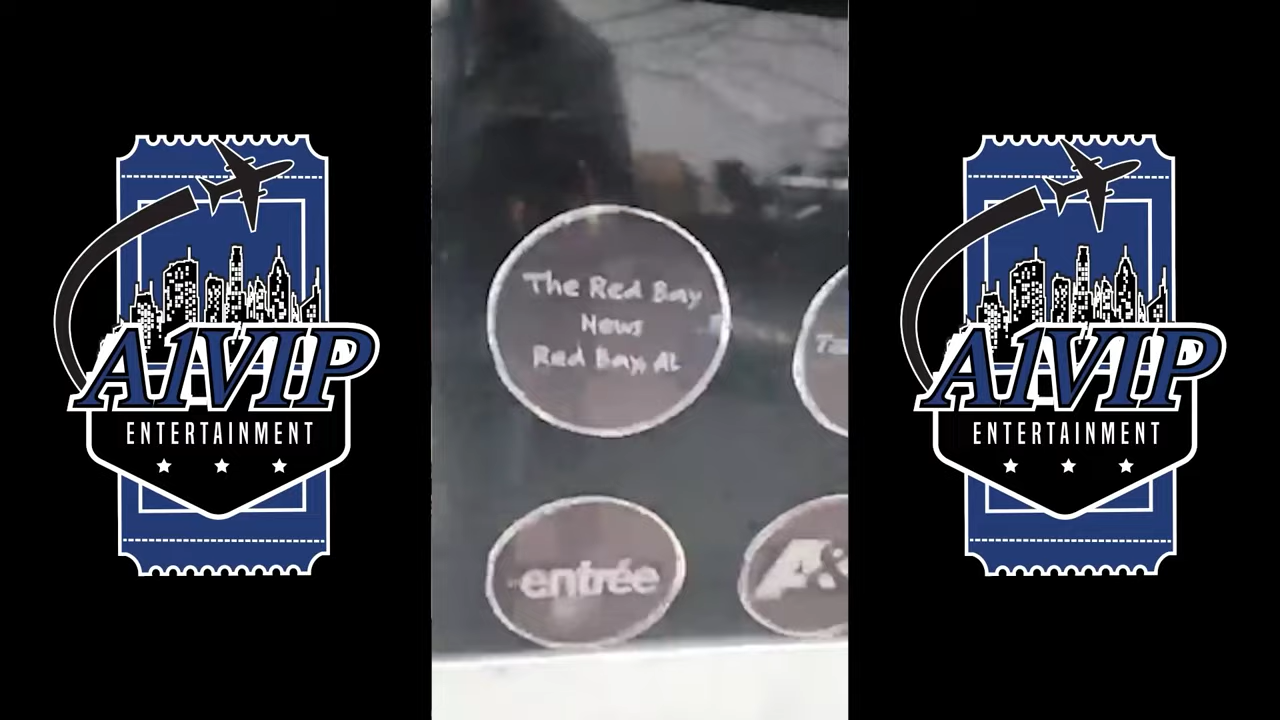 A1VIP
ENTERTAINMENT
The Red Bay
News
Red Bay, AL
entrée
A1VIP
ENTERTAINMENT